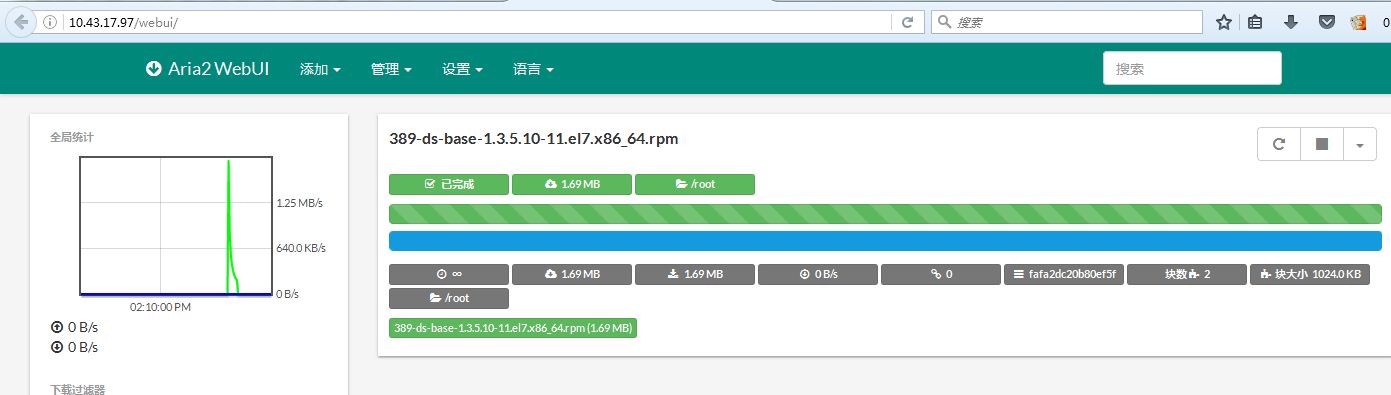 10.43.17.97/webui/
搜索
0
Aria2 WebUI 添加 管理 设置 语言
搜索
全局统计
1.25 MB/s
640.0 KB/s
0 B/s
02:10:00 PM
0 B/s
0 B/s
下载过滤器
389-ds-base-1.3.5.10-11.el7.x86_64.rpm
已完成 1.69 MB /root
∞ 1.69 MB 1.69 MB 0 B/s 0 fafa2dc20b80ef5f 块数 2 块大小 1024.0 KB
/root
389-ds-base-1.3.5.10-11.el7.x86_64.rpm (1.69 MB)